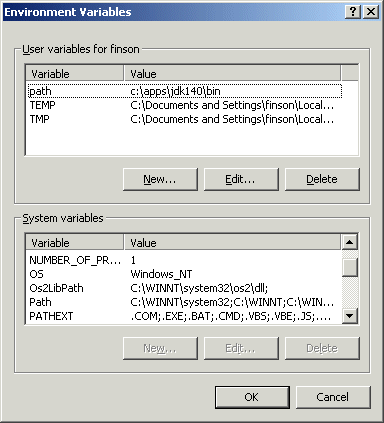 Environment Variables
User variables for finson
Variable Value
path c:\apps\jdk140\bin
TEMP C:\Documents and Settings\finson\Local...
TMP C:\Documents and Settings\finson\Local...
New... Edit... Delete
System variables
Variable Value
NUMBER_OF_PR... 1
OS Windows_NT
Os2LibPath C:\WINNT\system32\os2\dll;
Path C:\WINNT\system32;C:\WINNT;C:\WIN...
PATHEXT .COM;.EXE;.BAT;.CMD;.VBS;.VBE;.JS;....
New... Edit... Delete
OK Cancel